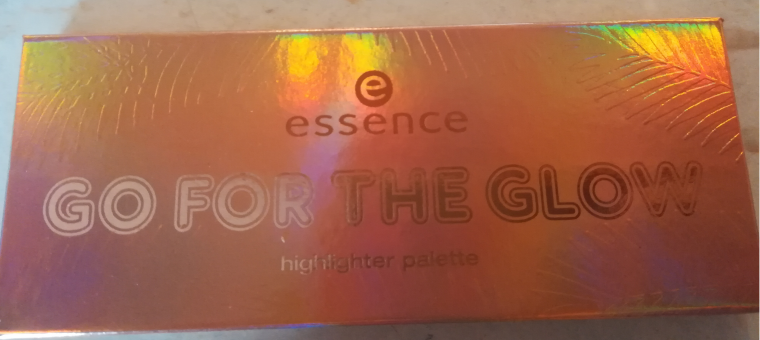 e
essence
GO FOR THE GLOW
highlighter palette